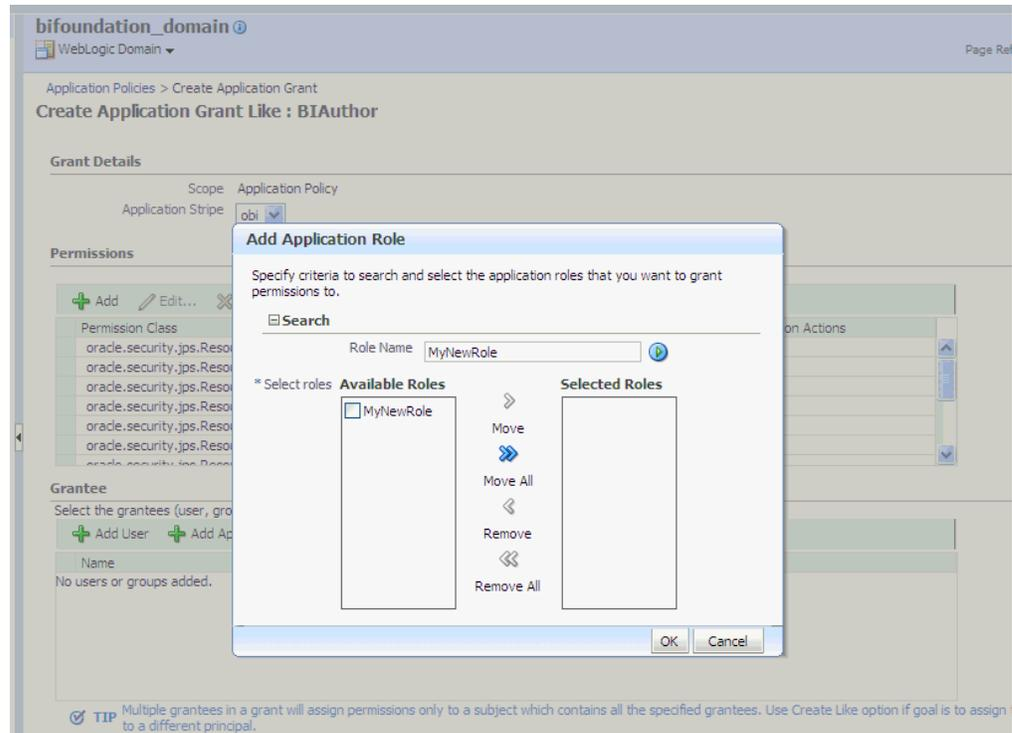 bifoundation_domain
WebLogic Domain
Page Ref
Application Policies > Create Application Grant
Create Application Grant Like : BIAuthor
Grant Details
Scope Application Policy
Application Stripe obi
Permissions
Add Edit...
Permission Class on Actions
oracle.security.jps.Reso
oracle.security.jps.Reso
oracle.security.jps.Reso
oracle.security.jps.Reso
oracle.security.jps.Reso
oracle.security.jps.Reso
oracle.security.jps.Reso
Grantee
Select the grantees (user, gro
Add User Add Ap
Name
No users or groups added.
TIP Multiple grantees in a grant will assign permissions only to a subject which contains all the specified grantees. Use Create Like option if goal is to assign
to a different principal.
Add Application Role
Specify criteria to search and select the application roles that you want to grant
permissions to.
Search
Role Name MyNewRole
* Select roles Available Roles Selected Roles
MyNewRole
Move
Move All
Remove
Remove All
OK Cancel